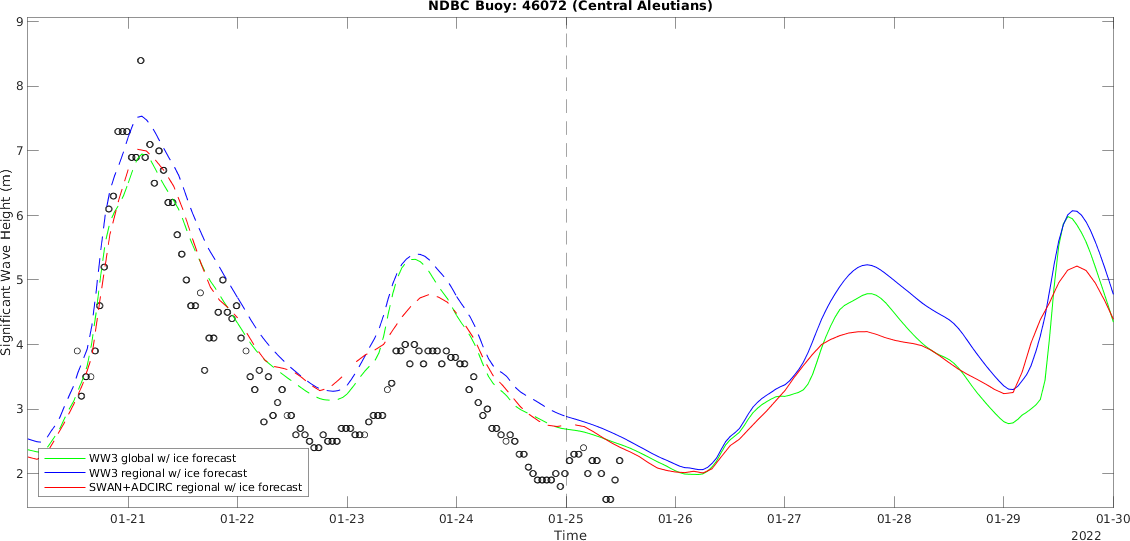 NDBC Buoy: 46072 (Central Aleutians)
9
8
7
6
5
4
3
2
Significant Wave Height (m)
WW3 global w/ ice forecast
WW3 regional w/ ice forecast
SWAN+ADCIRC regional w/ ice forecast
01-21 01-22 01-23 01-24 01-25 01-26 01-27 01-28 01-29 01-30
Time
2022